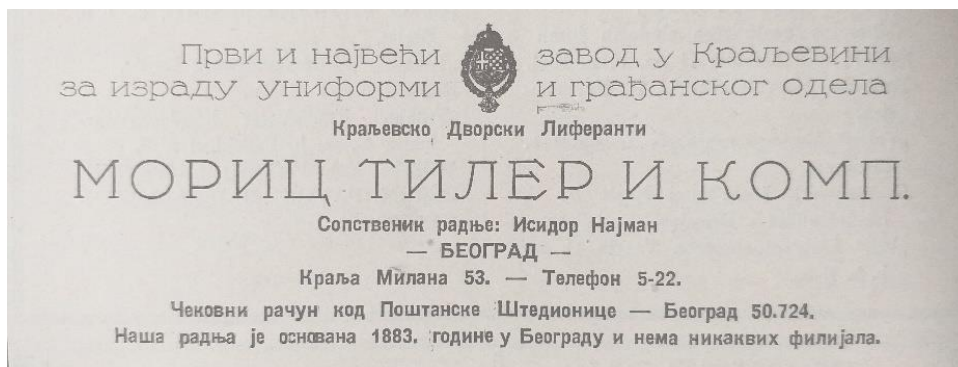 Први и највећи завод у Краљевини
за израду униформи и грађанског одела
Краљевско Дворски Лиферанти
МОРИЦ ТИЛЕР И КОМП.
Сопственик радње: Исидор Најман
— БЕОГРАД —
Краља Милана 53. — Телефон 5-22.
Чековни рачун код Поштанске Штедионице — Београд 50.724.
Наша радња је основана 1883. године у Београду и нема никаквих филијала.